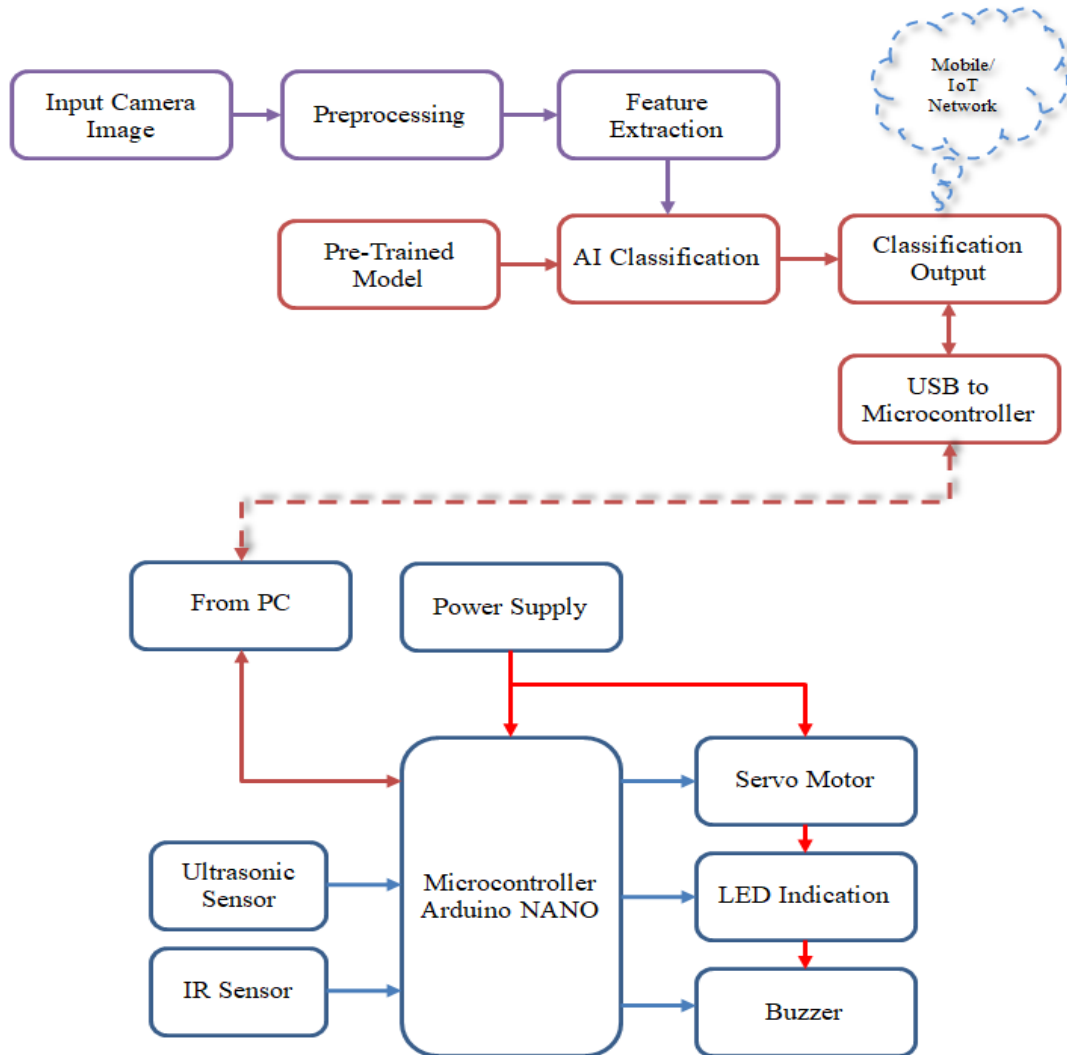 Mobile/
IoT
Network
Input Camera
Image
Preprocessing
Feature
Extraction
Pre-Trained
Model
AI Classification
Classification
Output
USB to
Microcontroller
From PC
Power Supply
Servo Motor
Ultrasonic
Sensor
Microcontroller
Arduino NANO
LED Indication
IR Sensor
Buzzer